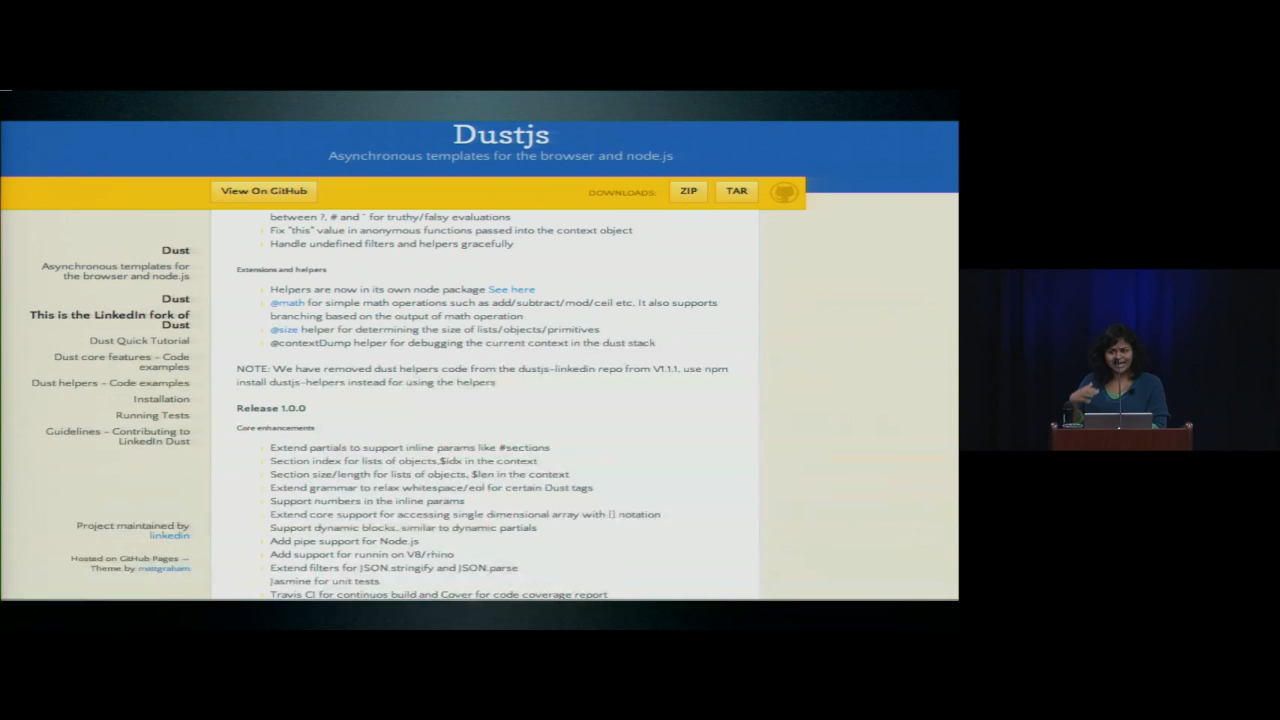 Dustjs
Asynchronous templates for the browser and node.js
View On GitHub
DOWNLOADS:
ZIP
TAR
Dust
Asynchronous templates for
the browser and node.js
Dust
This is the LinkedIn fork of
Dust
Dust Quick Tutorial
Dust core features – Code
examples
Dust helpers – Code examples
Installation
Running Tests
Guidelines – Contributing to
LinkedIn Dust
Project maintained by
linkedin
Hosted on GitHub Pages —
Theme by mattgraham
between ?, # and ^ for truthy/falsy evaluations
Fix "this" value in anonymous functions passed into the context object
Handle undefined filters and helpers gracefully
Extensions and helpers
Helpers are now in its own node package See here
@math for simple math operations such as add/subtract/mod/ceil etc. It also supports
branching based on the output of math operation
@size helper for determining the size of lists/objects/primitives
@contextDump helper for debugging the current context in the dust stack
NOTE: We have removed dust helpers code from the dustjs-linkedin repo from V1.1.1, use npm
install dustjs-helpers instead for using the helpers
Release 1.0.0
Core enhancements
Extend partials to support inline params like #sections
Section index for lists of objects,$idx in the context
Section size/length for lists of objects, $len in the context
Extend grammar to relax whitespace/eol for certain Dust tags
Support numbers in the inline params
Extend core support for accessing single dimensional array with [] notation
Support dynamic blocks, similar to dynamic partials
Add pipe support for Node.js
Add support for runnin on V8/rhino
Extend filters for JSON.stringify and JSON.parse
Jasmine for unit tests
Travis CI for continuos build and Cover for code coverage report